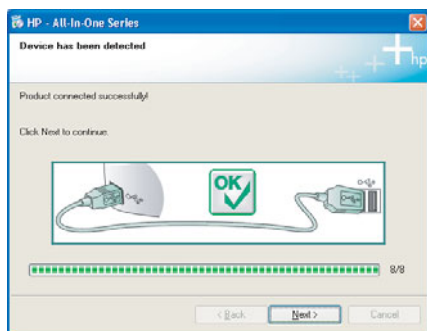 HP - All-In-One Series
Device has been detected
hp
Product connected successfully!
Click Next to continue.
OK
8/8
< Back Next > Cancel